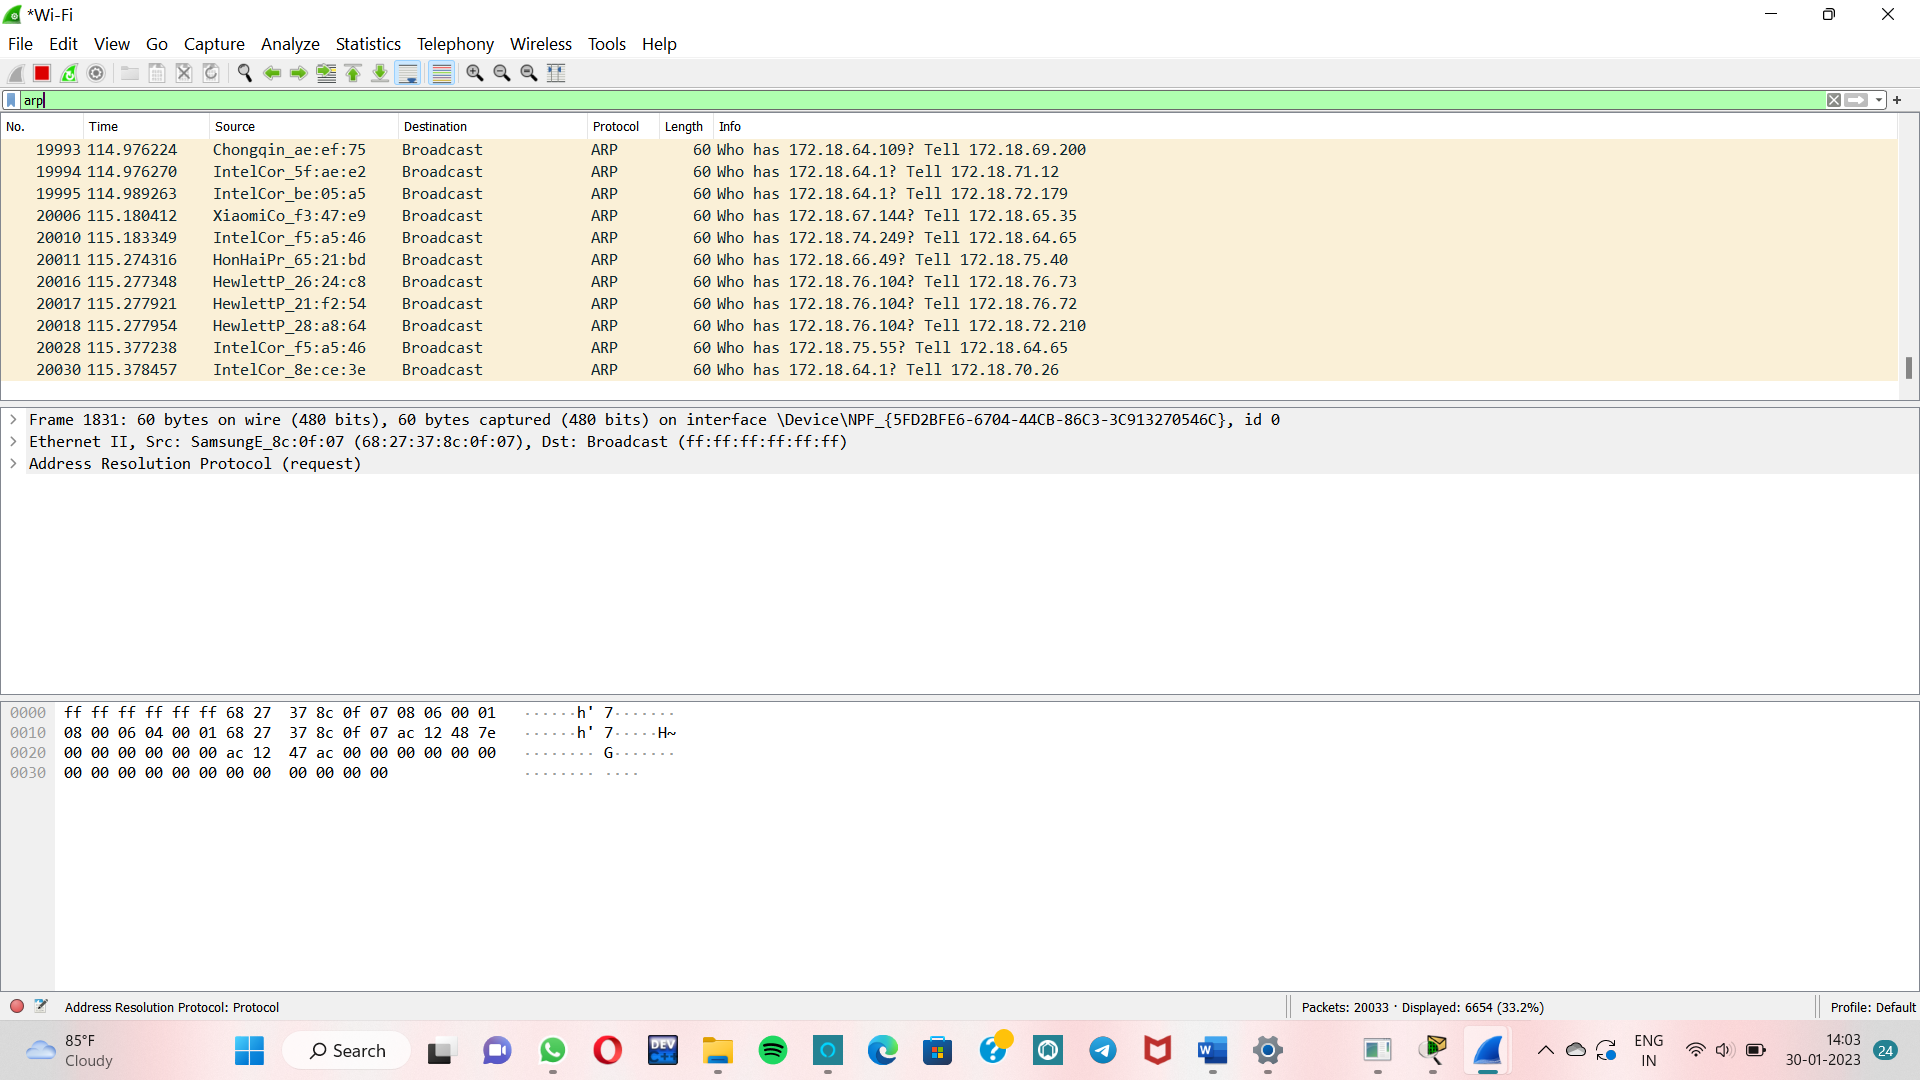 *Wi-Fi
File Edit View Go Capture Analyze Statistics Telephony Wireless Tools Help
arp
No. Time Source Destination Protocol Length Info
19993 114.976224 Chongqin_ae:ef:75 Broadcast ARP 60 Who has 172.18.64.109? Tell 172.18.69.200
19994 114.976270 IntelCor_5f:ae:e2 Broadcast ARP 60 Who has 172.18.64.1? Tell 172.18.71.12
19995 114.989263 IntelCor_be:05:a5 Broadcast ARP 60 Who has 172.18.64.1? Tell 172.18.72.179
20006 115.180412 XiaomiCo_f3:47:e9 Broadcast ARP 60 Who has 172.18.67.144? Tell 172.18.65.35
20010 115.183349 IntelCor_f5:a5:46 Broadcast ARP 60 Who has 172.18.74.249? Tell 172.18.64.65
20011 115.274316 HonHaiPr_65:21:bd Broadcast ARP 60 Who has 172.18.66.49? Tell 172.18.75.40
20016 115.277348 HewlettP_26:24:c8 Broadcast ARP 60 Who has 172.18.76.104? Tell 172.18.76.73
20017 115.277921 HewlettP_21:f2:54 Broadcast ARP 60 Who has 172.18.76.104? Tell 172.18.76.72
20018 115.277954 HewlettP_28:a8:64 Broadcast ARP 60 Who has 172.18.76.104? Tell 172.18.72.210
20028 115.377238 IntelCor_f5:a5:46 Broadcast ARP 60 Who has 172.18.75.55? Tell 172.18.64.65
20030 115.378457 IntelCor_8e:ce:3e Broadcast ARP 60 Who has 172.18.64.1? Tell 172.18.70.26
Frame 1831: 60 bytes on wire (480 bits), 60 bytes captured (480 bits) on interface \Device\NPF_{5FD2BFE6-6704-44CB-86C3-3C913270546C}, id 0
Ethernet II, Src: SamsungE_8c:0f:07 (68:27:37:8c:0f:07), Dst: Broadcast (ff:ff:ff:ff:ff:ff)
Address Resolution Protocol (request)
0000 ff ff ff ff ff ff 68 27 37 8c 0f 07 08 06 00 01 ······h' 7·······
0010 08 00 06 04 00 01 68 27 37 8c 0f 07 ac 12 48 7e ······h' 7·····H~
0020 00 00 00 00 00 00 ac 12 47 ac 00 00 00 00 00 00 ········ G·······
0030 00 00 00 00 00 00 00 00 00 00 00 00 ········ ····
Address Resolution Protocol: Protocol Packets: 20033 · Displayed: 6654 (33.2%) Profile: Default
85°F
Cloudy
Search
DEV
C++
W
ENG
IN
14:03
30-01-2023
24